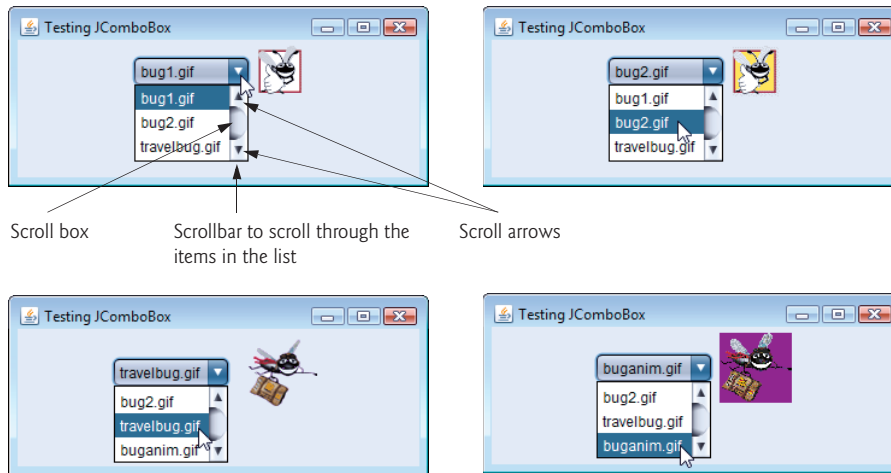 Testing JComboBox
bug1.gif
bug1.gif
bug2.gif
travelbug.gif
Testing JComboBox
bug2.gif
bug1.gif
bug2.gif
travelbug.gif
Scroll box
Scrollbar to scroll through the
items in the list
Scroll arrows
Testing JComboBox
travelbug.gif
bug2.gif
travelbug.gif
buganim.gif
Testing JComboBox
buganim.gif
bug2.gif
travelbug.gif
buganim.gif